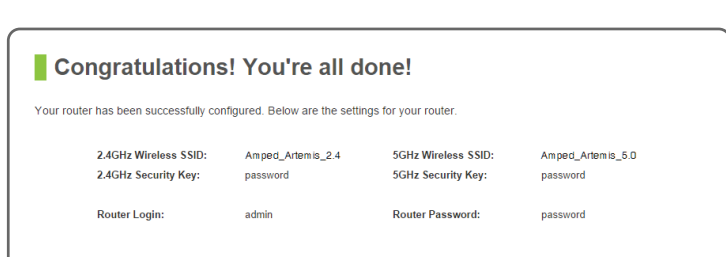 Congratulations! You're all done!
Your router has been successfully configured. Below are the settings for your router.
2.4GHz Wireless SSID: Amped_Artemis_2.4 5GHz Wireless SSID: Amped_Artemis_5.0
2.4GHz Security Key: password 5GHz Security Key: password
Router Login: admin Router Password: password